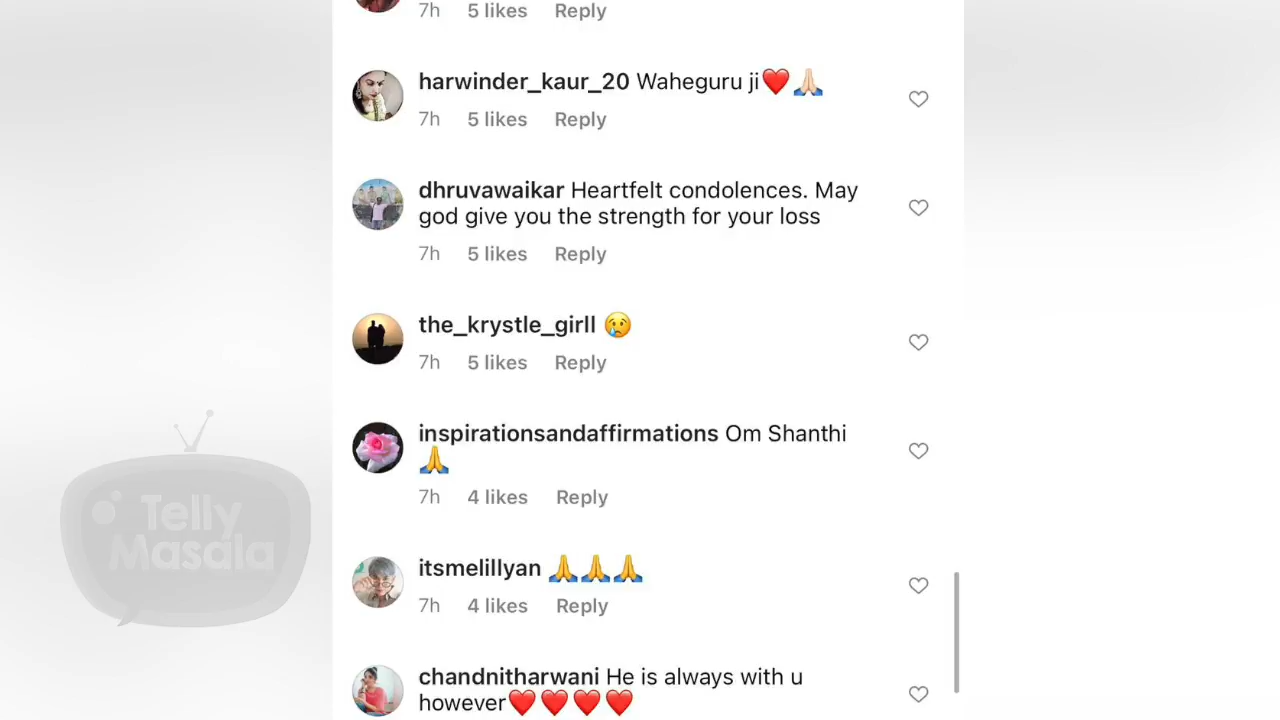 7h 5 likes Reply
harwinder_kaur_20 Waheguru ji❤️🙏🏻
7h 5 likes Reply
dhruvawaikar Heartfelt condolences. May
god give you the strength for your loss
7h 5 likes Reply
the_krystle_girll 😢
7h 5 likes Reply
inspirationsandaffirmations Om Shanthi
🙏
7h 4 likes Reply
itsmelillyan 🙏🙏🙏
7h 4 likes Reply
chandnitharwani He is always with u
however❤️❤️❤️❤️
Telly
Masala